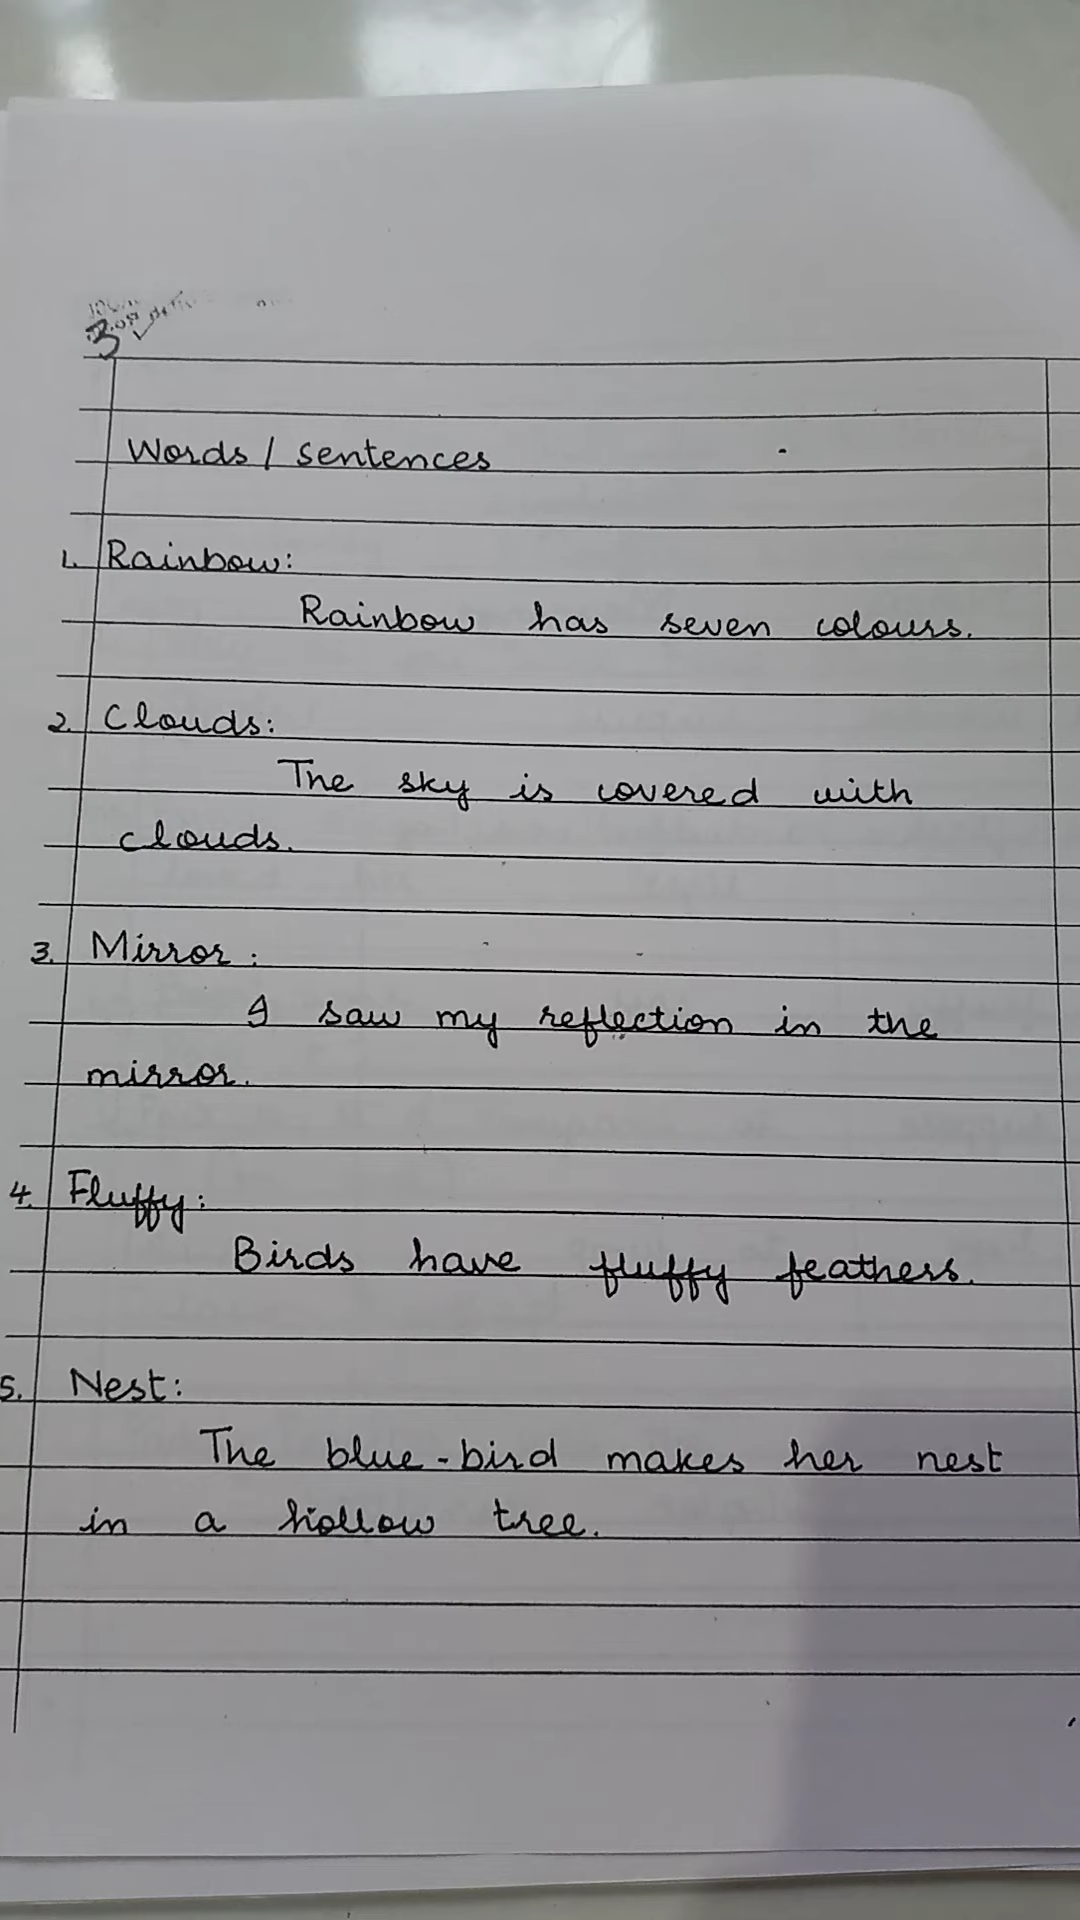 3
Words / sentences
1. Rainbow:
Rainbow has seven colours.
2. Clouds:
The sky is covered with
clouds.
3. Mirror:
I saw my reflection in the
mirror.
4. Fluffy:
Birds have fluffy feathers.
5. Nest:
The blue-bird makes her nest
in a hollow tree.